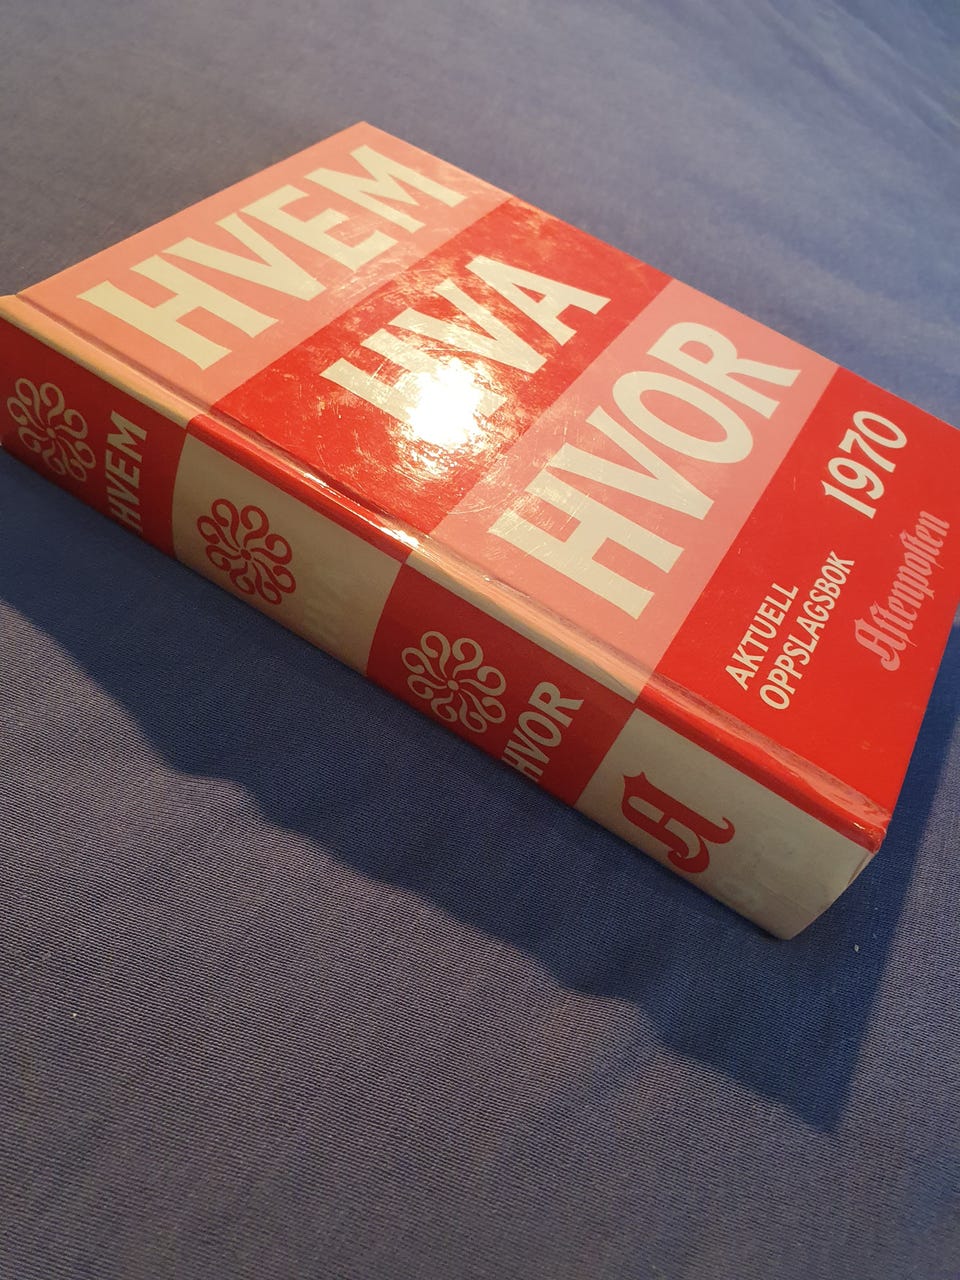 HVEM
HVA
HVOR
1970
AKTUELL
OPPSLAGSBOK
Aftenposten
HVEM
HVOR
A